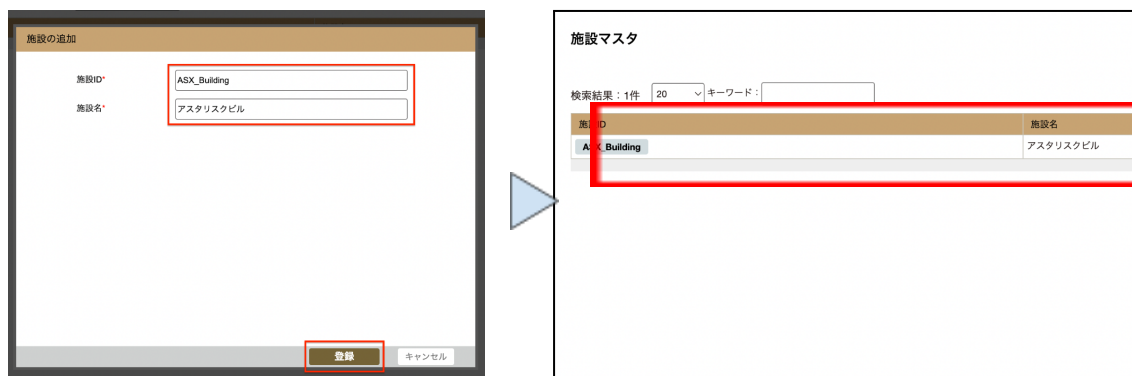 施設の追加
施設ID*
ASX_Building
施設名*
アスタリスクビル
登録
キャンセル
施設マスタ
検索結果：1件 20 キーワード：
施設ID 施設名
ASX_Building アスタリスクビル